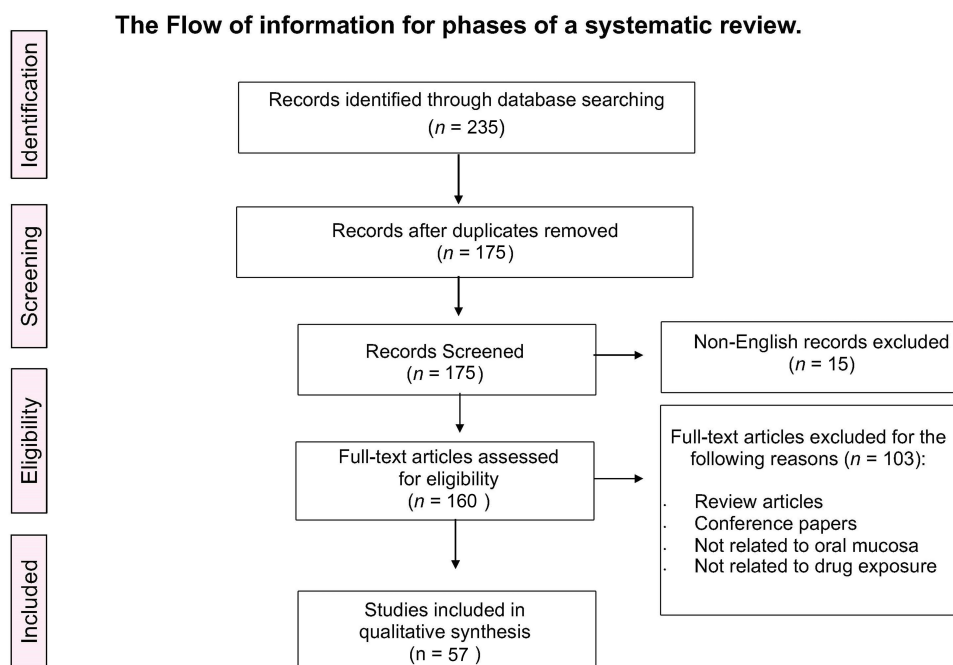 The Flow of information for phases of a systematic review.
Identification
Records identified through database searching
(n = 235)
Screening
Records after duplicates removed
(n = 175)
Records Screened
(n = 175)
Non-English records excluded
(n = 15)
Eligibility
Full-text articles assessed
for eligibility
(n = 160 )
Full-text articles excluded for the
following reasons (n = 103):
. Review articles
. Conference papers
. Not related to oral mucosa
. Not related to drug exposure
Included
Studies included in
qualitative synthesis
(n = 57 )